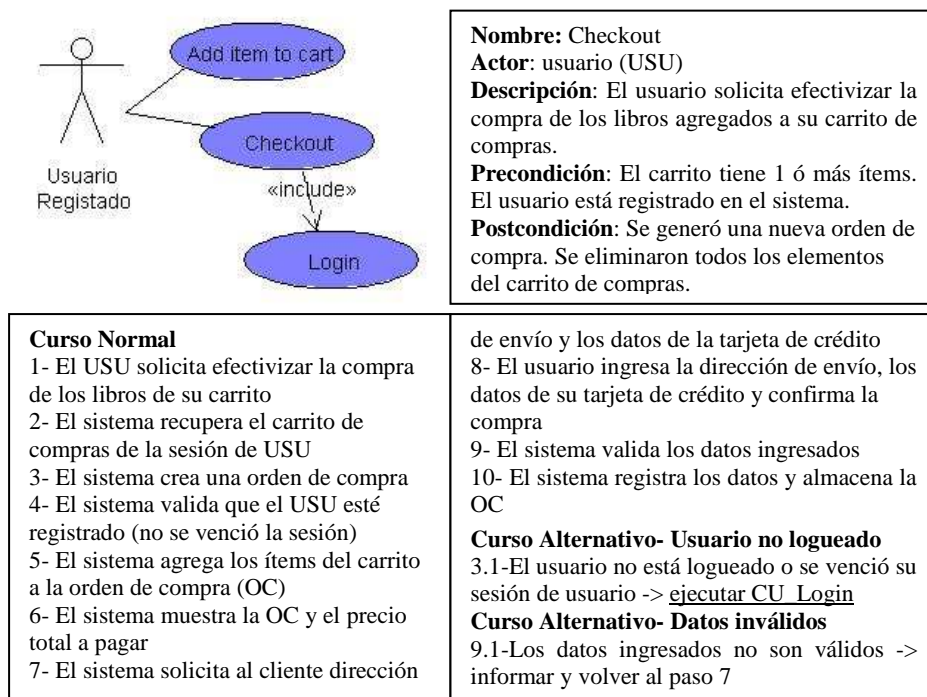 Add item to cart
Checkout
Usuario
Registado
«include»
Login
Nombre: Checkout
Actor: usuario (USU)
Descripción: El usuario solicita efectivizar la
compra de los libros agregados a su carrito de
compras.
Precondición: El carrito tiene 1 ó más ítems.
El usuario está registrado en el sistema.
Postcondición: Se generó una nueva orden de
compra. Se eliminaron todos los elementos
del carrito de compras.
Curso Normal
1- El USU solicita efectivizar la compra
de los libros de su carrito
2- El sistema recupera el carrito de
compras de la sesión de USU
3- El sistema crea una orden de compra
4- El sistema valida que el USU esté
registrado (no se venció la sesión)
5- El sistema agrega los ítems del carrito
a la orden de compra (OC)
6- El sistema muestra la OC y el precio
total a pagar
7- El sistema solicita al cliente dirección
de envío y los datos de la tarjeta de crédito
8- El usuario ingresa la dirección de envío, los
datos de su tarjeta de crédito y confirma la
compra
9- El sistema valida los datos ingresados
10- El sistema registra los datos y almacena la
OC
Curso Alternativo- Usuario no logueado
3.1-El usuario no está logueado o se venció su
sesión de usuario -> ejecutar CU Login
Curso Alternativo- Datos inválidos
9.1-Los datos ingresados no son válidos ->
informar y volver al paso 7